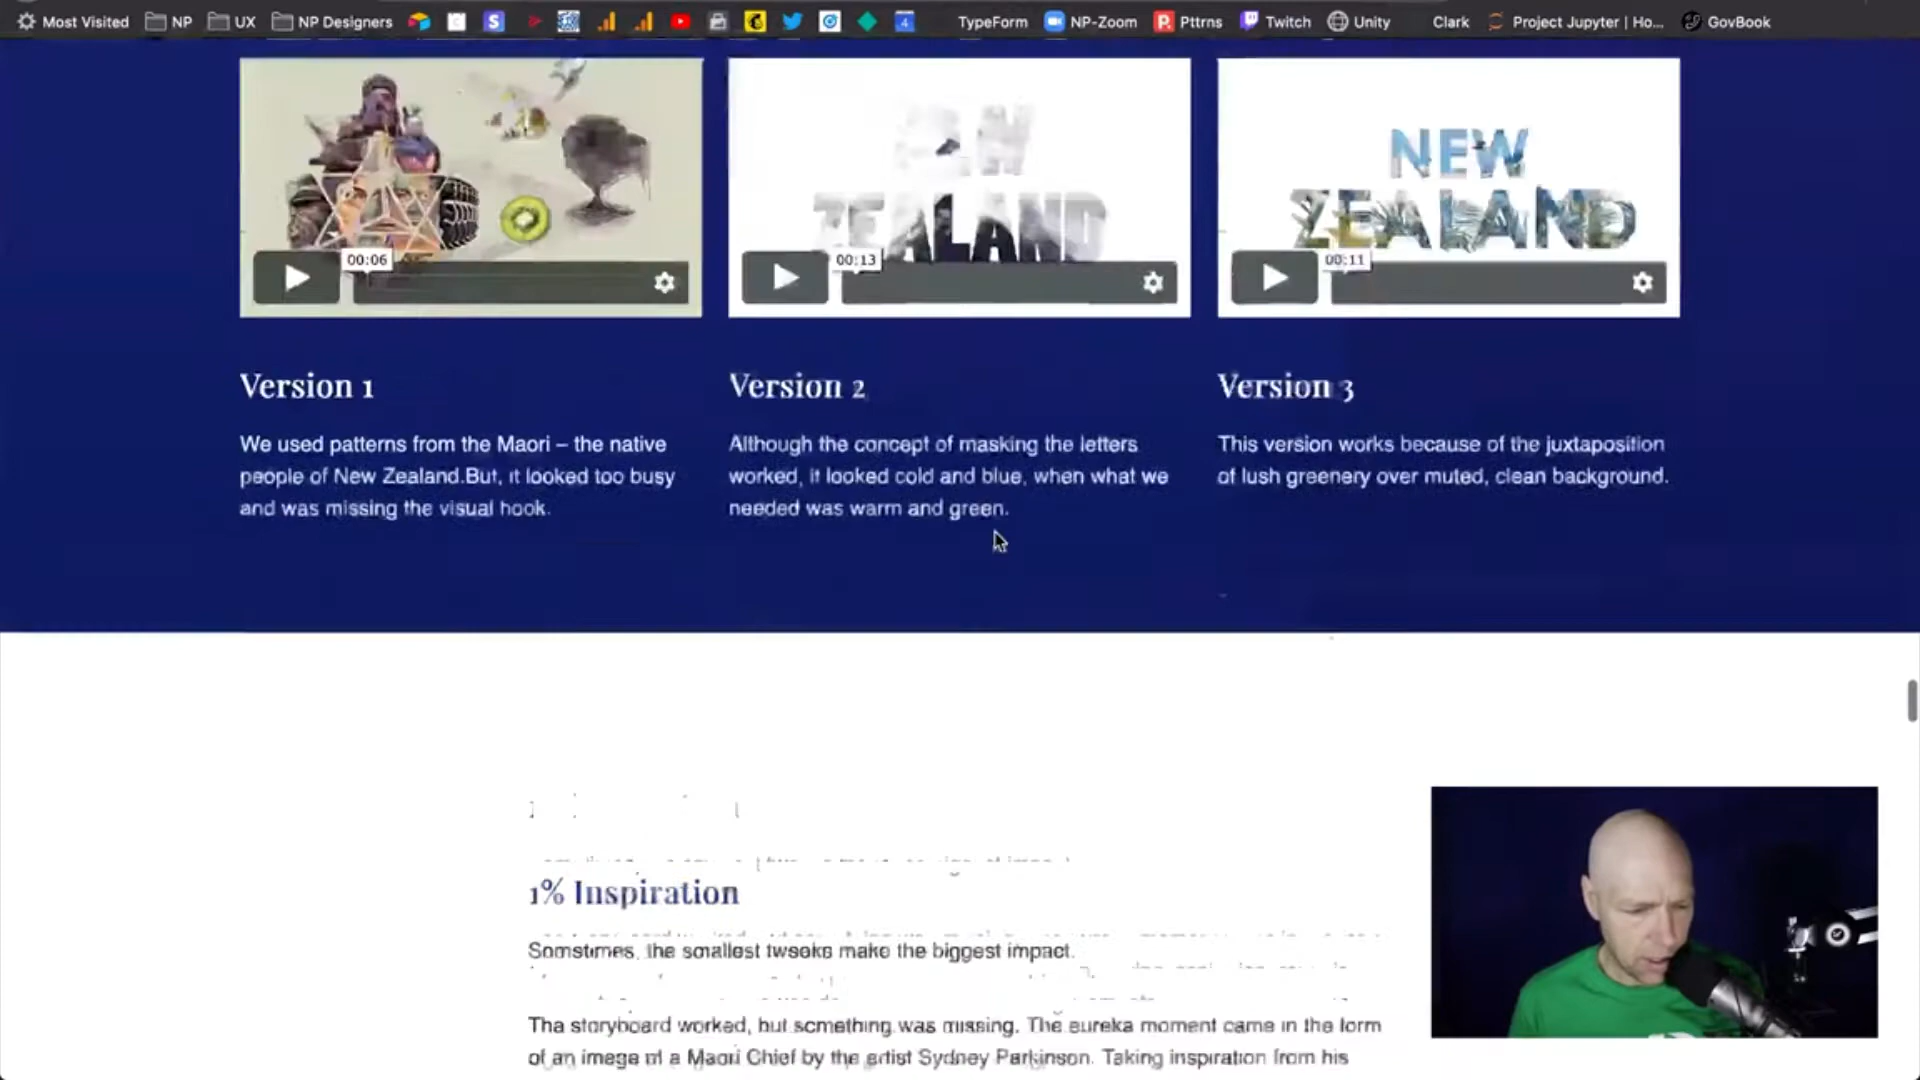 Most Visited NP UX NP Designers 4 TypeForm NP-Zoom Pttrns Twitch Unity Clark Project Jupyter | Ho... GovBook
ZEALAND
NEW
ZEALAND
00:06
00:13
00:11
Version 1
We used patterns from the Maori – the native
people of New Zealand.But, it looked too busy
and was missing the visual hook.
Version 2
Although the concept of masking the letters
worked, it looked cold and blue, when what we
needed was warm and green.
Version 3
This version works because of the juxtaposition
of lush greenery over muted, clean background.
1% Inspiration
Sometimes, the smallest tweaks make the biggest impact.
The storyboard worked, but something was missing. The eureka moment came in the form
of an image of a Maori Chief by the artist Sydney Parkinson. Taking inspiration from his